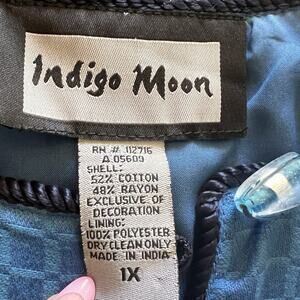 Indigo Moon
RN # 112716
A 05609
SHELL:
52% COTTON
48% RAYON
EXCLUSIVE OF
DECORATION
LINING:
100% POLYESTER
DRY CLEAN ONLY
MADE IN INDIA
1X